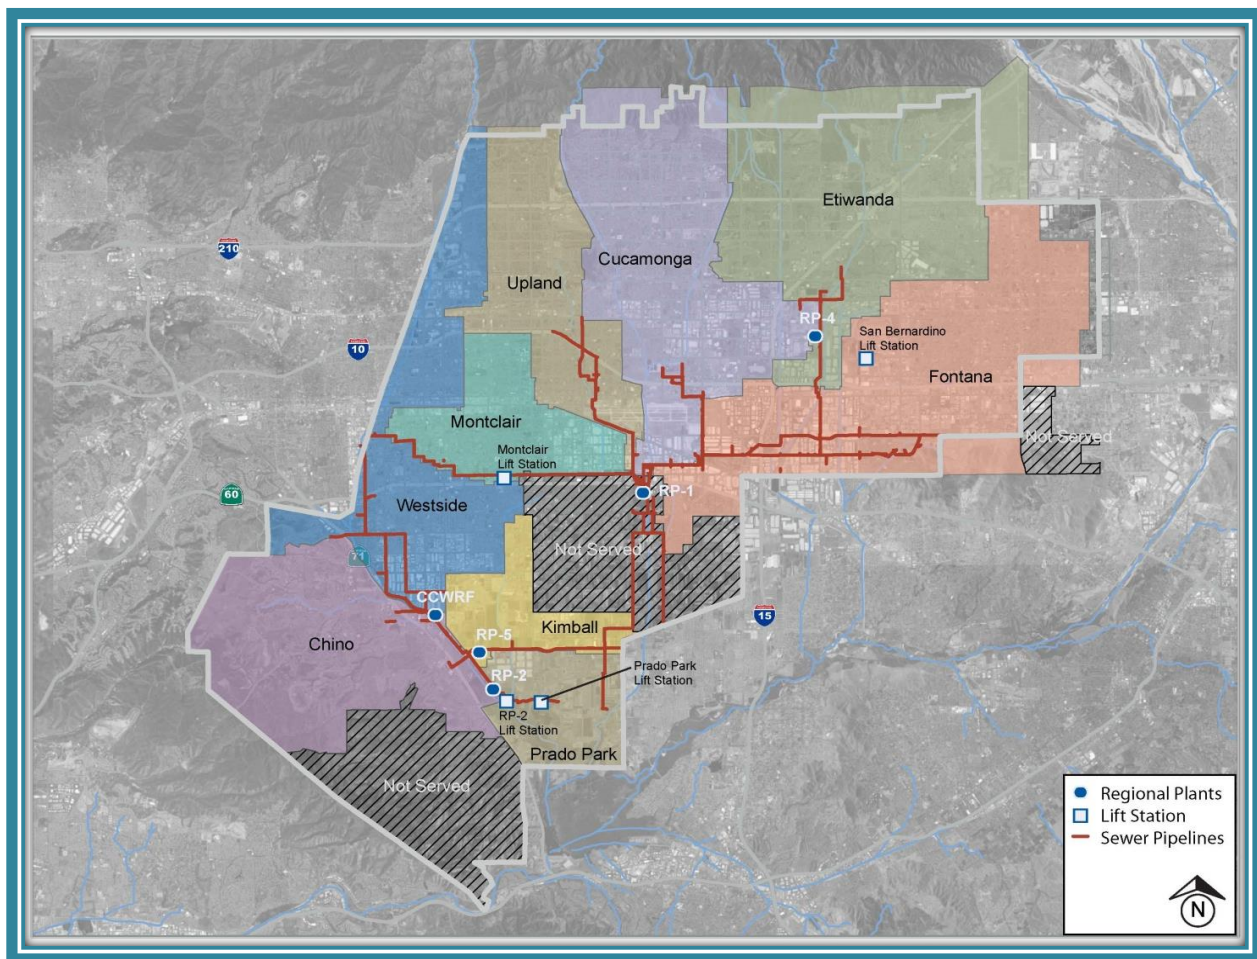 Etiwanda
210
Cucamonga
Upland
RP-4
San Bernardino
Lift Station
10
Fontana
Montclair
Not Served
Montclair
Lift Station
60
RP-1
Westside
Not Served
71
CCWRF
15
Kimball
Chino
RP-5
Prado Park
Lift Station
RP-2
RP-2
Lift Station
Prado Park
Not Served
Regional Plants
Lift Station
Sewer Pipelines
N